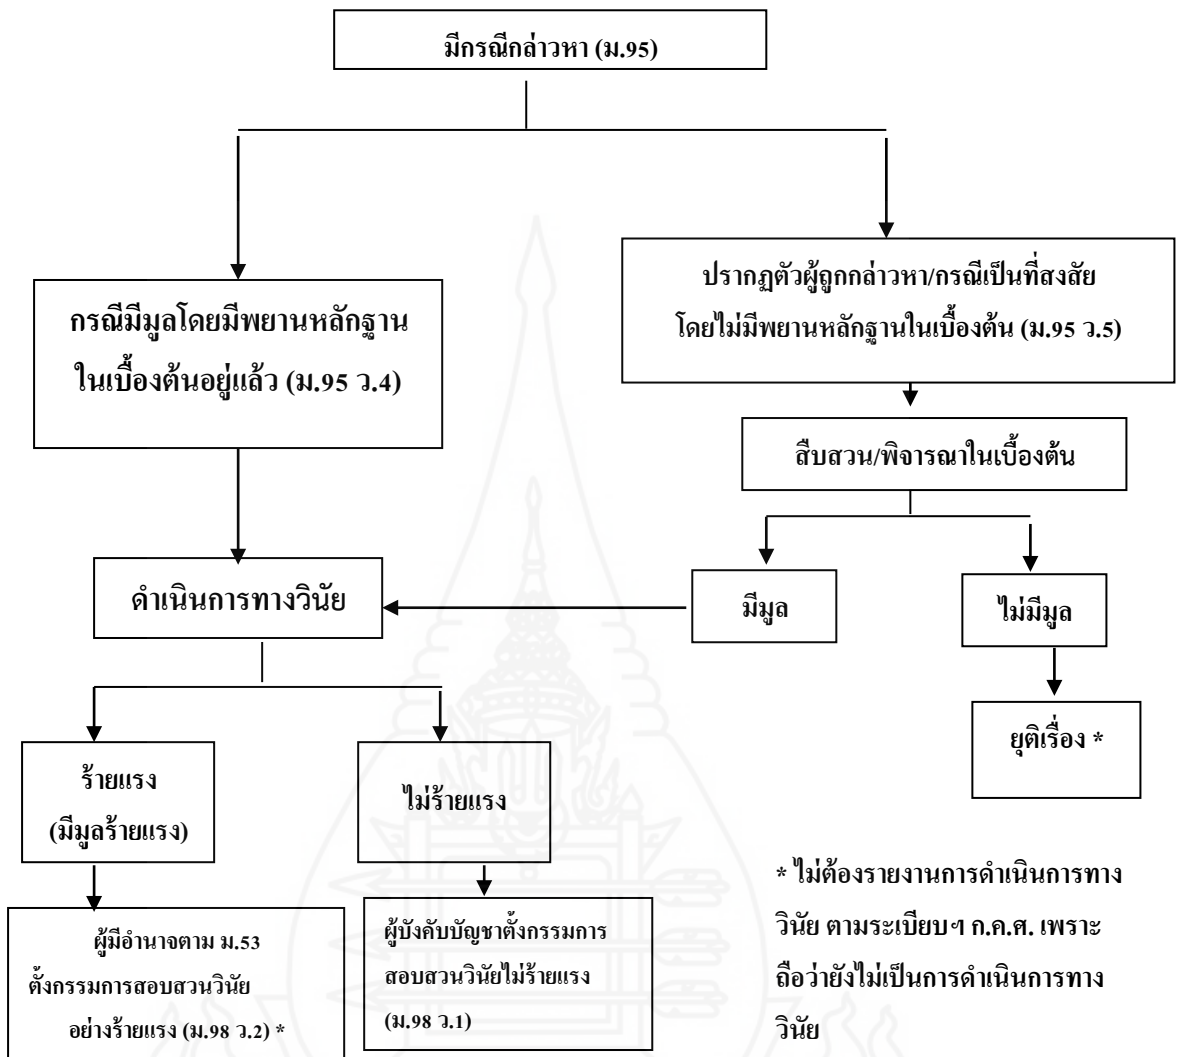 มีกรณีกล่าวหา (ม.95)
กรณีมีมูลโดยมีพยานหลักฐาน
ในเบื้องต้นอยู่แล้ว (ม.95 ว.4)
ปรากฏตัวผู้ถูกกล่าวหา/กรณีเป็นที่สงสัย
โดยไม่มีพยานหลักฐานในเบื้องต้น (ม.95 ว.5)
สืบสวน/พิจารณาในเบื้องต้น
ดำเนินการทางวินัย
มีมูล
ไม่มีมูล
ยุติเรื่อง *
ร้ายแรง
(มีมูลร้ายแรง)
ไม่ร้ายแรง
ผู้มีอำนาจตาม ม.53
ตั้งกรรมการสอบสวนวินัย
อย่างร้ายแรง (ม.98 ว.2) *
ผู้บังคับบัญชาตั้งกรรมการ
สอบสวนวินัยไม่ร้ายแรง
(ม.98 ว.1)
* ไม่ต้องรายงานการดำเนินการทาง
วินัย ตามระเบียบฯ ก.ค.ศ. เพราะ
ถือว่ายังไม่เป็นการดำเนินการทาง
วินัย